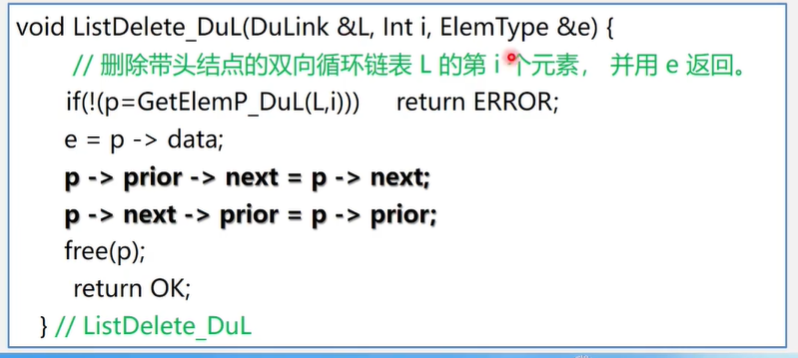 void ListDelete_DuL(DuLink &L, Int i, ElemType &e) {
// 删除带头结点的双向循环链表 L 的第 i 个元素， 并用 e 返回。
if(!(p=GetElemP_DuL(L,i))) return ERROR;
e = p -> data;
p -> prior -> next = p -> next;
p -> next -> prior = p -> prior;
free(p);
return OK;
} // ListDelete_DuL